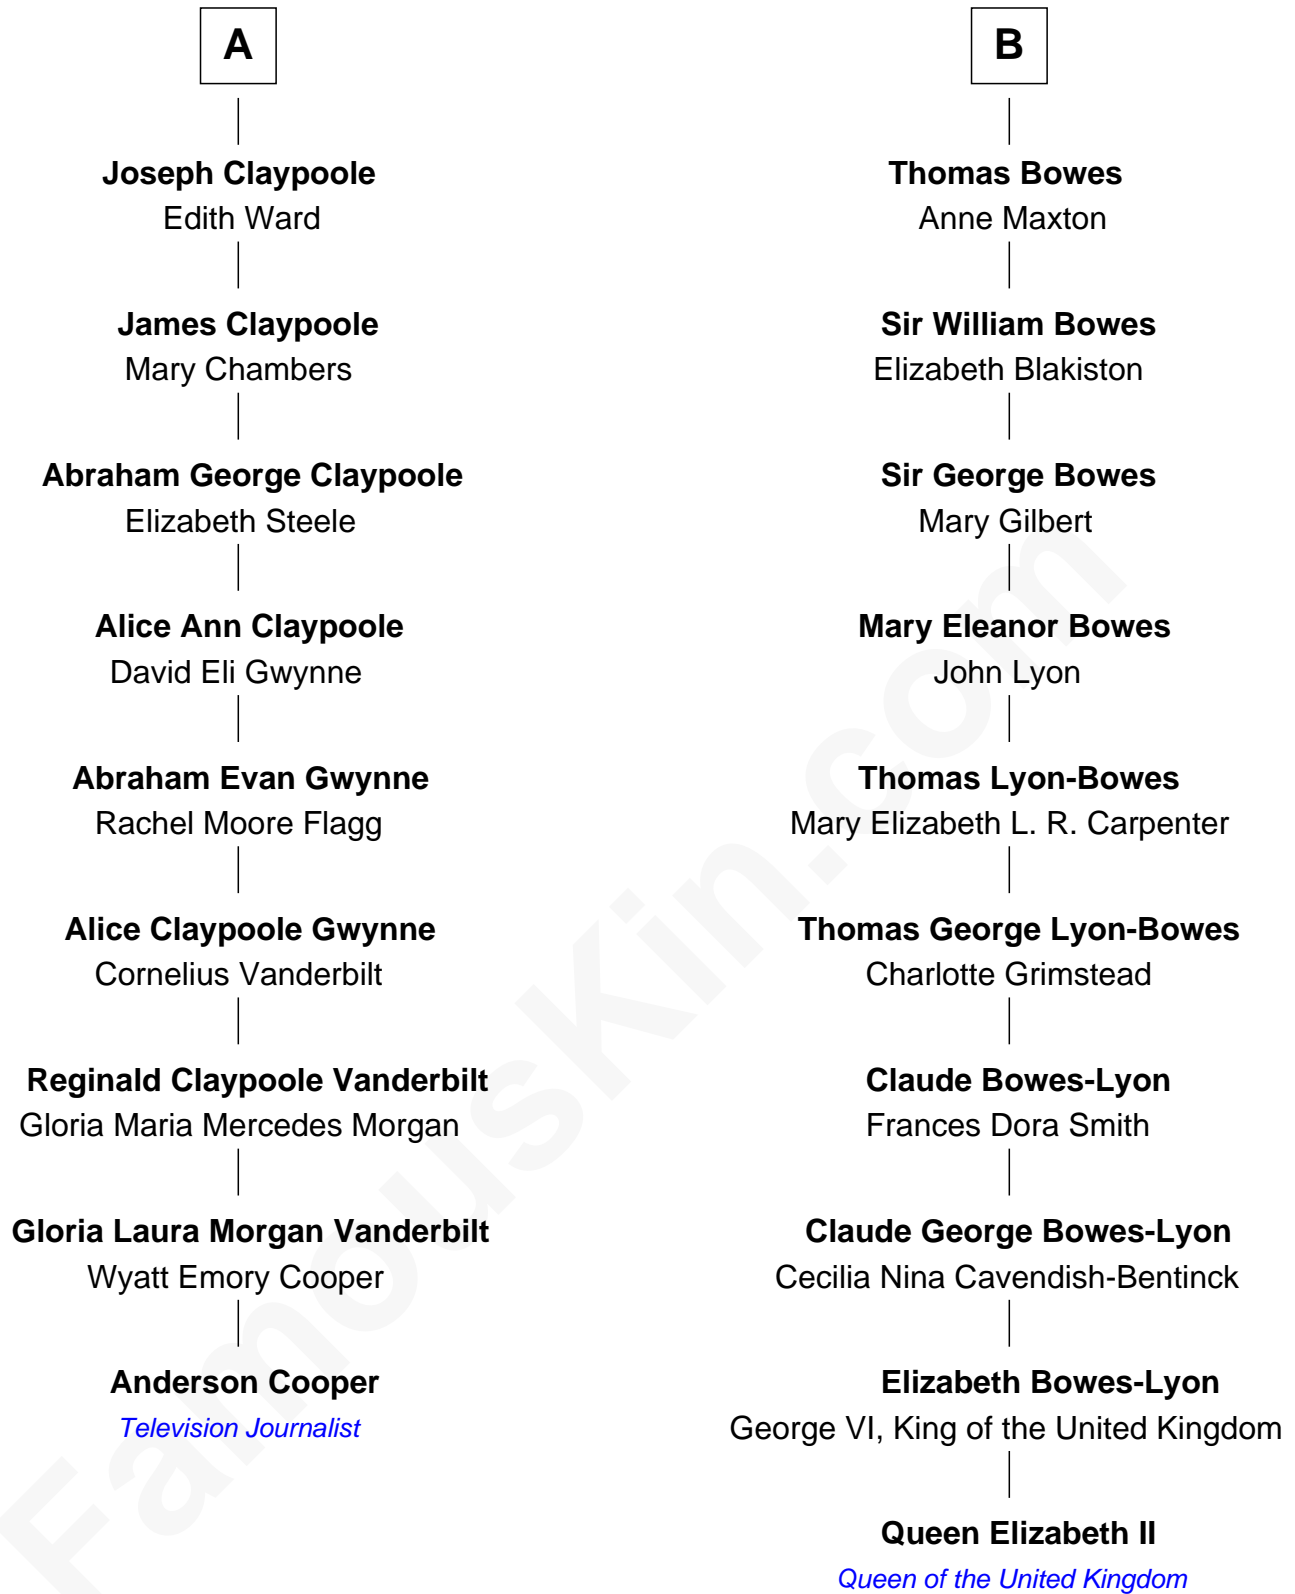 A
Joseph Claypoole
Edith Ward
James Claypoole
Mary Chambers
Abraham George Claypoole
Elizabeth Steele
Alice Ann Claypoole
David Eli Gwynne
Abraham Evan Gwynne
Rachel Moore Flagg
Alice Claypoole Gwynne
Cornelius Vanderbilt
Reginald Claypoole Vanderbilt
Gloria Maria Mercedes Morgan
Gloria Laura Morgan Vanderbilt
Wyatt Emory Cooper
Anderson Cooper
Television Journalist
B
Thomas Bowes
Anne Maxton
Sir William Bowes
Elizabeth Blakiston
Sir George Bowes
Mary Gilbert
Mary Eleanor Bowes
John Lyon
Thomas Lyon-Bowes
Mary Elizabeth L. R. Carpenter
Thomas George Lyon-Bowes
Charlotte Grimstead
Claude Bowes-Lyon
Frances Dora Smith
Claude George Bowes-Lyon
Cecilia Nina Cavendish-Bentinck
Elizabeth Bowes-Lyon
George VI, King of the United Kingdom
Queen Elizabeth II
Queen of the United Kingdom
FamousKin.com